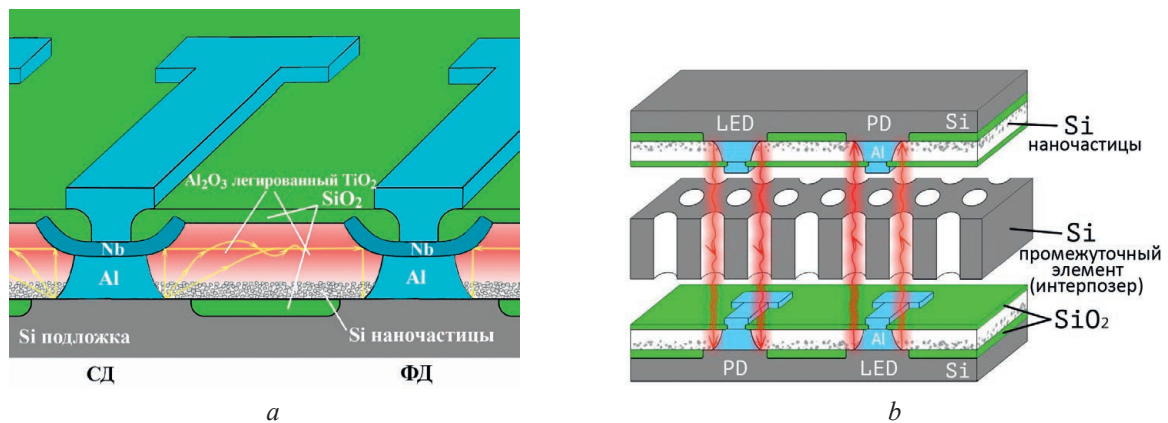 Al₂O₃ легированный TiO₂
SiO₂
Nb
Nb
Al
Al
Si подложка
Si наночастицы
СД
ФД
a
LED
PD
Si
Si
наночастицы
Al
Si
промежуточный
элемент
(интерпозер)
SiO₂
Al
PD
LED
Si
b